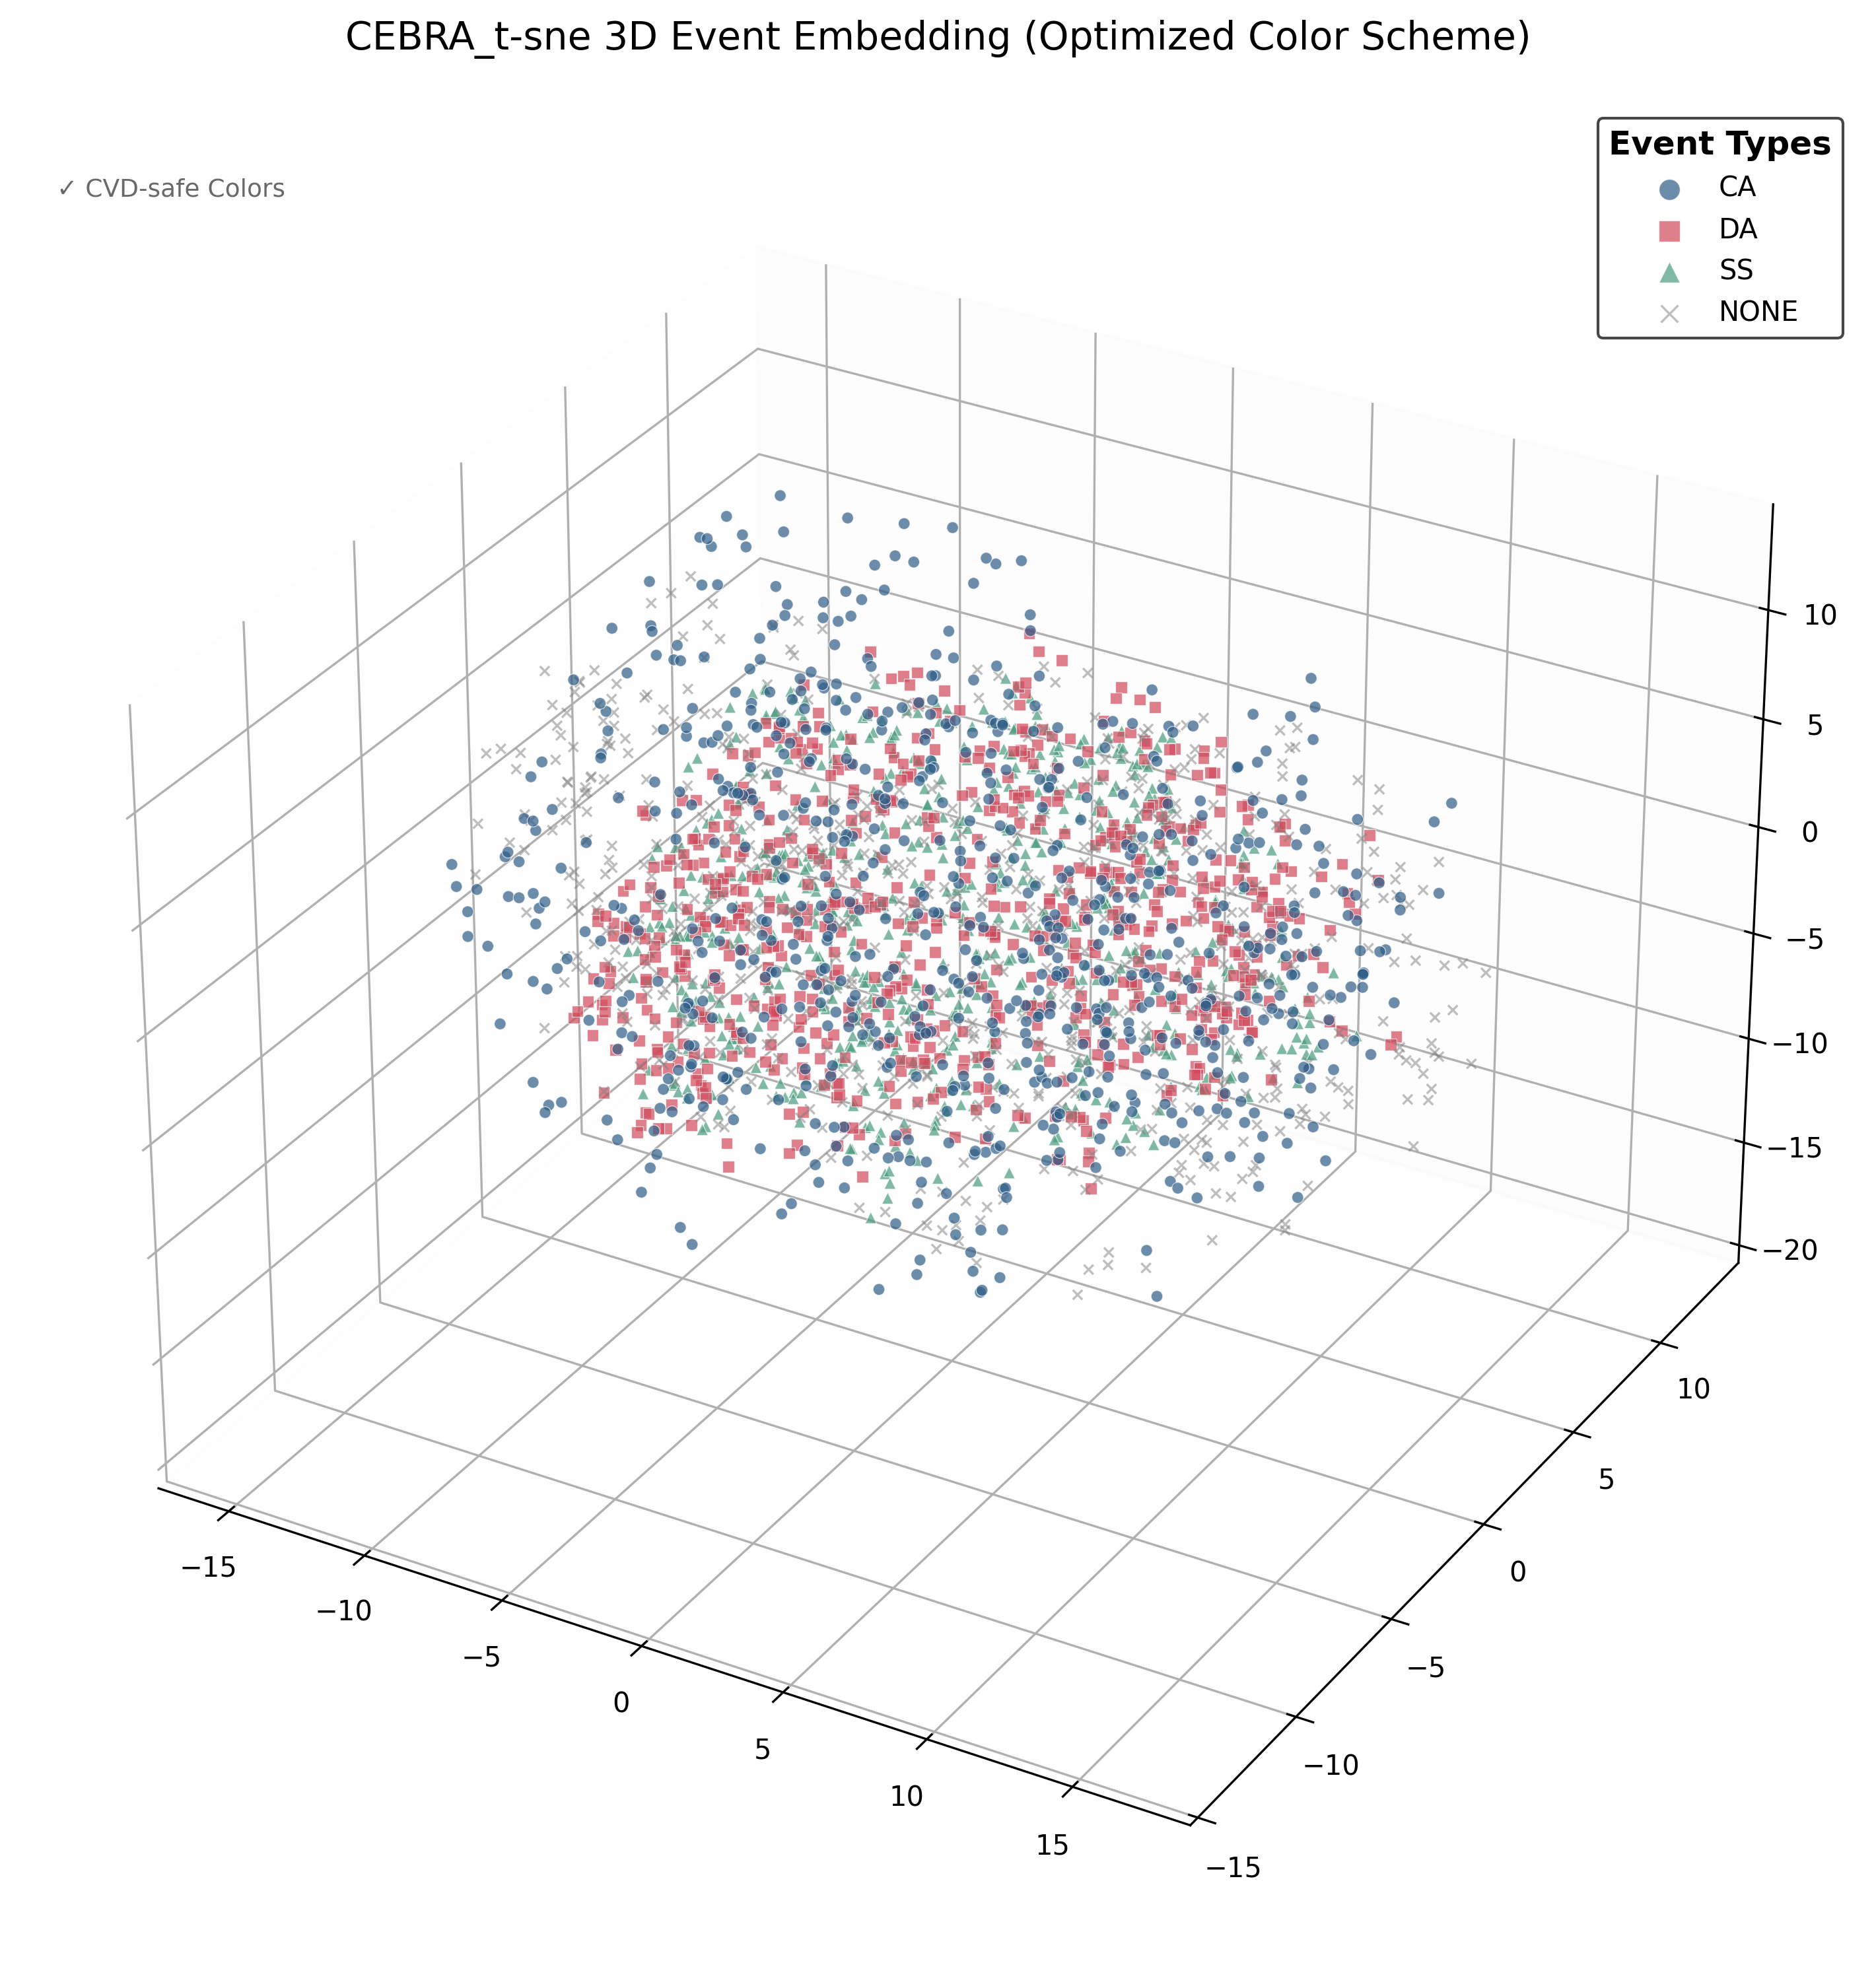 CEBRA_t-sne 3D Event Embedding (Optimized Color Scheme)
✓ CVD-safe Colors
Event Types
CA
DA
SS
NONE
10
5
0
−5
−10
−15
−20
10
5
0
−5
−10
−15
−15
−10
−5
0
5
10
15